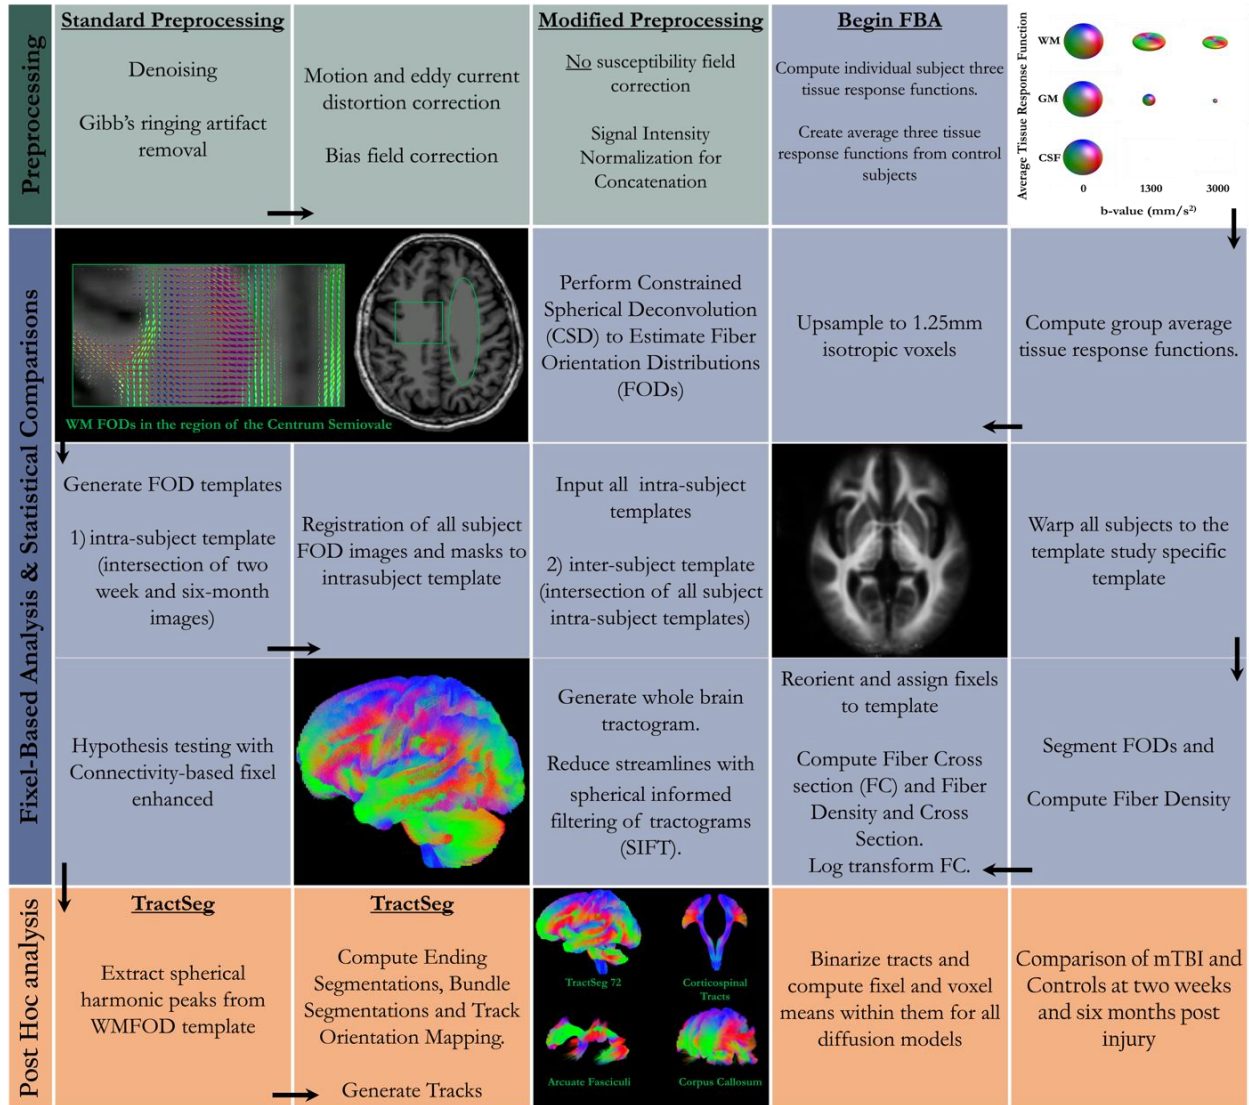 Preprocessing
Standard Preprocessing
Denoising
Gibb's ringing artifact
removal
Motion and eddy current
distortion correction
Bias field correction
Modified Preprocessing
No susceptibility field
correction
Signal Intensity
Normalization for
Concatenation
Begin FBA
Compute individual subject three
tissue response functions.
Create average three tissue
response functions from control
subjects
Average Tissue Response Function
WM
GM
CSF
0 1300 3000
b-value (mm/s²)
Fixel-Based Analysis & Statistical Comparisons
WM FODs in the region of the Centrum Semiovale
Perform Constrained
Spherical Deconvolution
(CSD) to Estimate Fiber
Orientation Distributions
(FODs)
Upsample to 1.25mm
isotropic voxels
Compute group average
tissue response functions.
Generate FOD templates
1) intra-subject template
(intersection of two
week and six-month
images)
Registration of all subject
FOD images and masks to
intrasubject template
Input all intra-subject
templates
2) inter-subject template
(intersection of all subject
intra-subject templates)
Warp all subjects to the
template study specific
template
Hypothesis testing with
Connectivity-based fixel
enhanced
Generate whole brain
tractogram.
Reduce streamlines with
spherical informed
filtering of tractograms
(SIFT).
Reorient and assign fixels
to template
Compute Fiber Cross
section (FC) and Fiber
Density and Cross
Section.
Log transform FC.
Segment FODs and
Compute Fiber Density
Post Hoc analysis
TractSeg
Extract spherical
harmonic peaks from
WMFOD template
TractSeg
Compute Ending
Segmentations, Bundle
Segmentations and Track
Orientation Mapping.
Generate Tracks
TractSeg 72
Corticospinal
Tracts
Arcuate Fasciculi
Corpus Callosum
Binarize tracts and
compute fixel and voxel
means within them for all
diffusion models
Comparison of mTBI and
Controls at two weeks
and six months post
injury